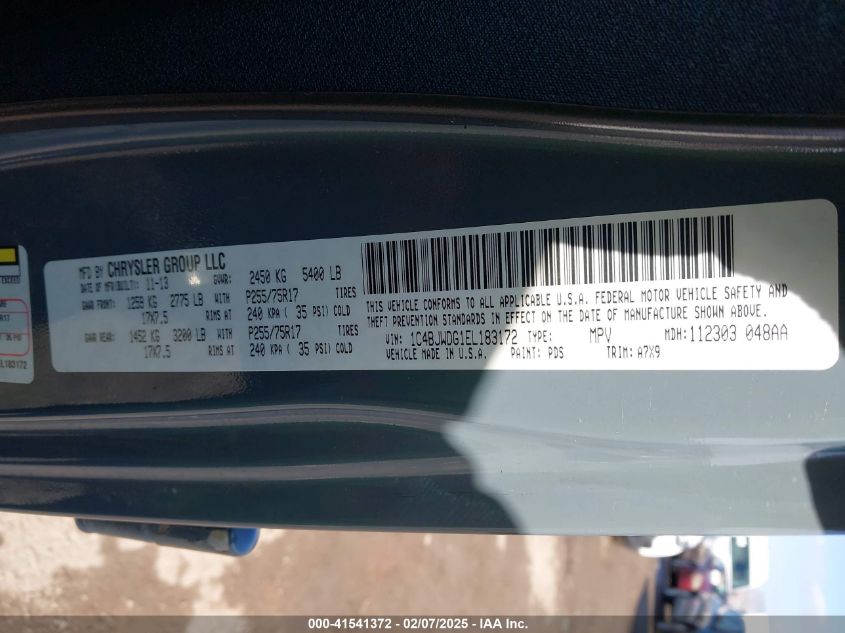 MFD BY CHRYSLER GROUP LLC
DATE OF MFR/BUILT: 11-13 GVWR: 2450 KG 5400 LB
GAWR FRONT: 1259 KG 2775 LB WITH P255/75R17 TIRES
17X7.5 RIMS AT 240 KPA ( 35 PSI) COLD
GAWR REAR: 1452 KG 3200 LB WITH P255/75R17 TIRES
17X7.5 RIMS AT 240 KPA ( 35 PSI) COLD
THIS VEHICLE CONFORMS TO ALL APPLICABLE U.S.A. FEDERAL MOTOR VEHICLE SAFETY AND
THEFT PREVENTION STANDARDS IN EFFECT ON THE DATE OF MANUFACTURE SHOWN ABOVE.
VIN: 1C4BJWDG1EL183172 TYPE: MPV MDH: 112303 048AA
VEHICLE MADE IN U.S.A. PAINT: PDS TRIM: A7X9
EXCEED
R17
EL183172
000-41541372 - 02/07/2025 - IAA Inc.